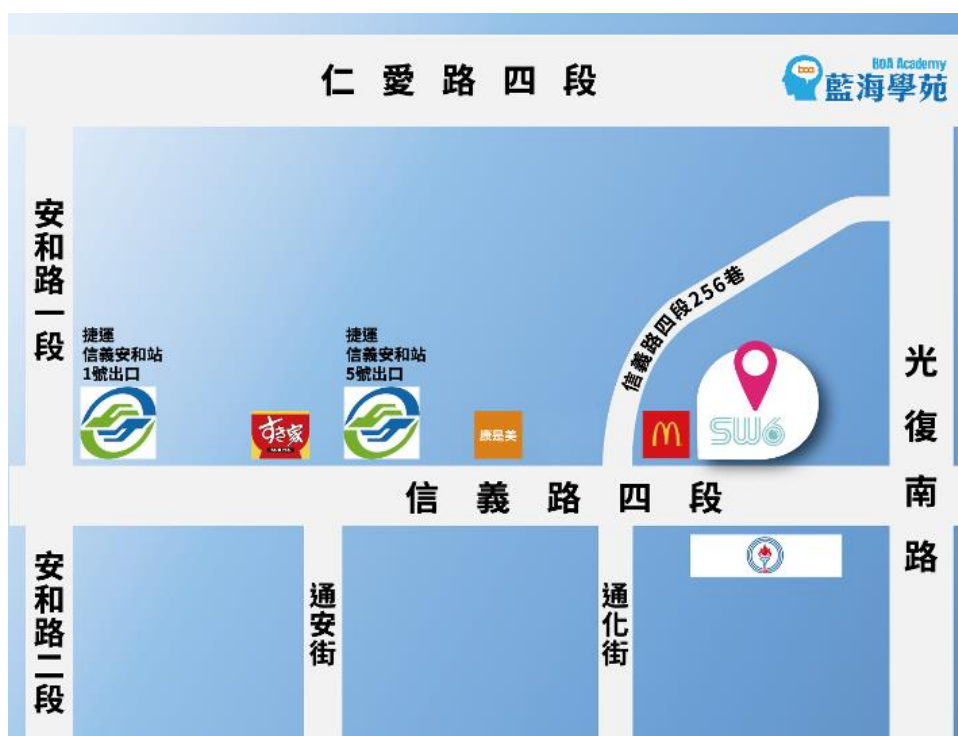 仁愛路四段
boa
BOA Academy
藍海學苑
安和路一段
信義路四段256巷
捷運
信義安和站
1號出口
捷運
信義安和站
5號出口
光復南路
すき家
康是美
SW6
信義路四段
安和路二段
通安街
通化街